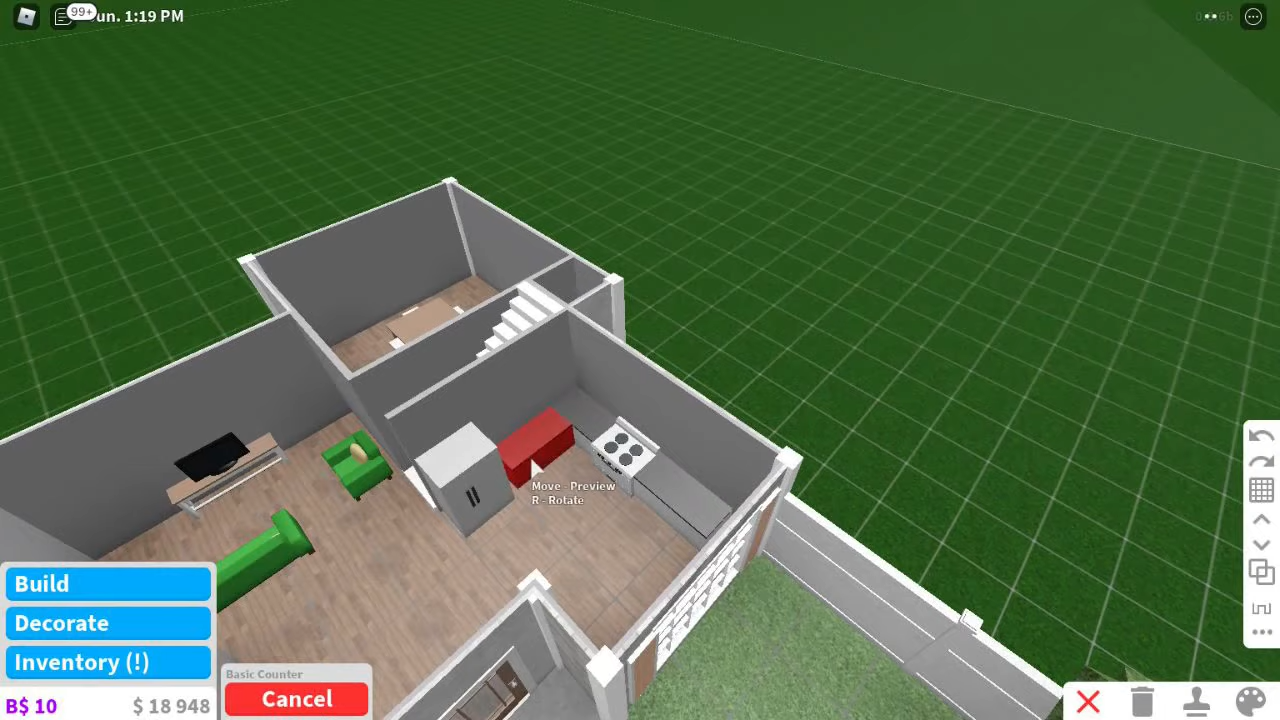 99+
un. 1:19 PM
Move - Preview
R - Rotate
Build
Decorate
Inventory (!)
Basic Counter
Cancel
B$ 10
$ 18 948